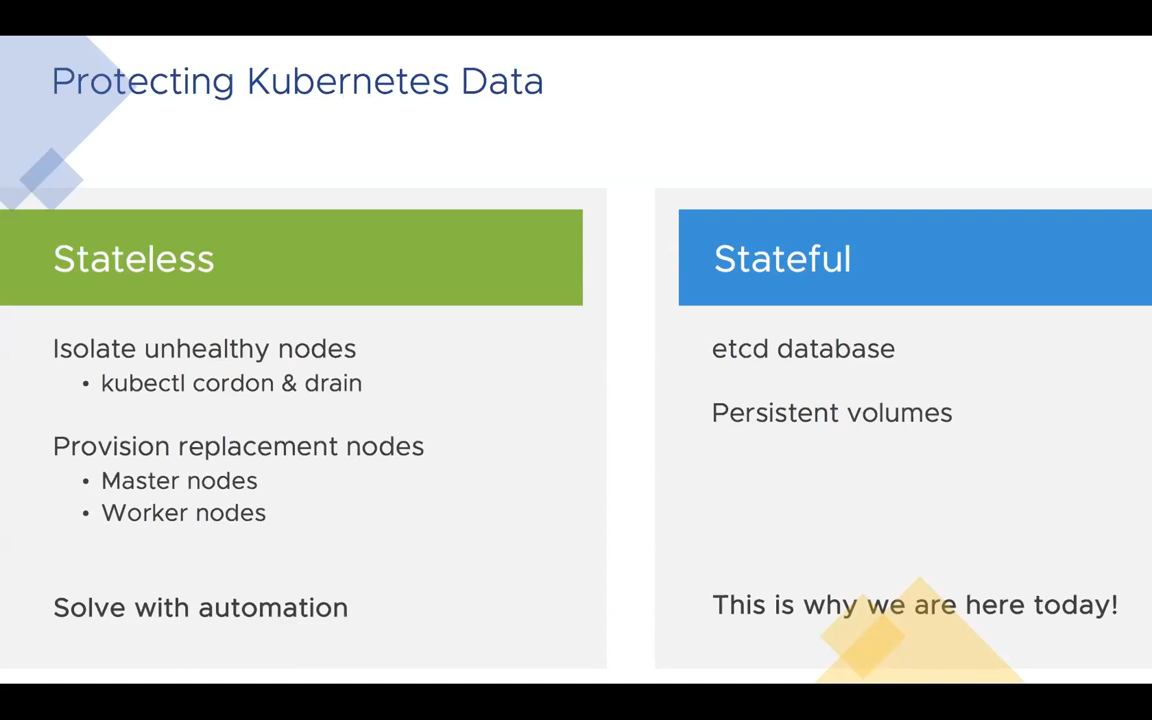 Protecting Kubernetes Data
Stateless
Isolate unhealthy nodes
• kubectl cordon & drain
Provision replacement nodes
• Master nodes
• Worker nodes
Solve with automation
Stateful
etcd database
Persistent volumes
This is why we are here today!